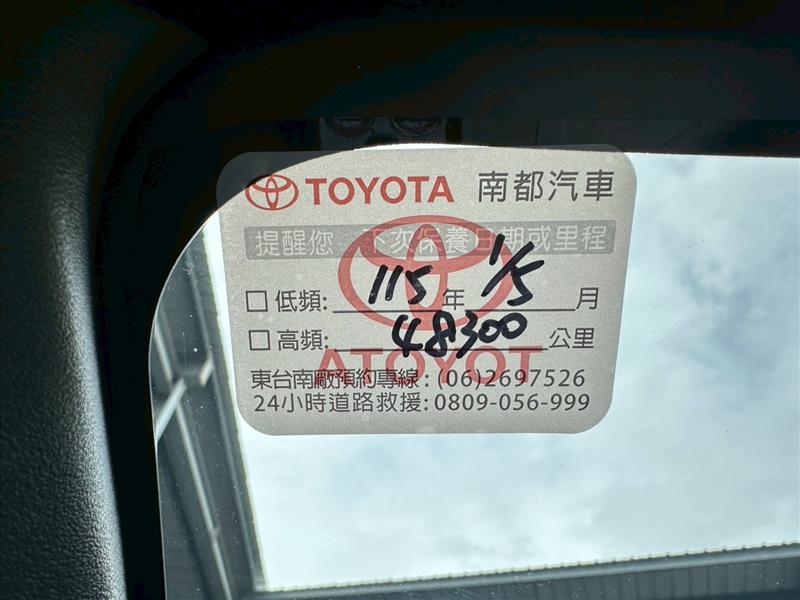 TOYOTA 南都汽車
提醒您 下次保養日期或里程
□ 低頻: 115 年 1/5 月
□ 高頻: 48300 公里
ATOYOT
東台南廠預約專線: (06)2697526
24小時道路救援: 0809-056-999